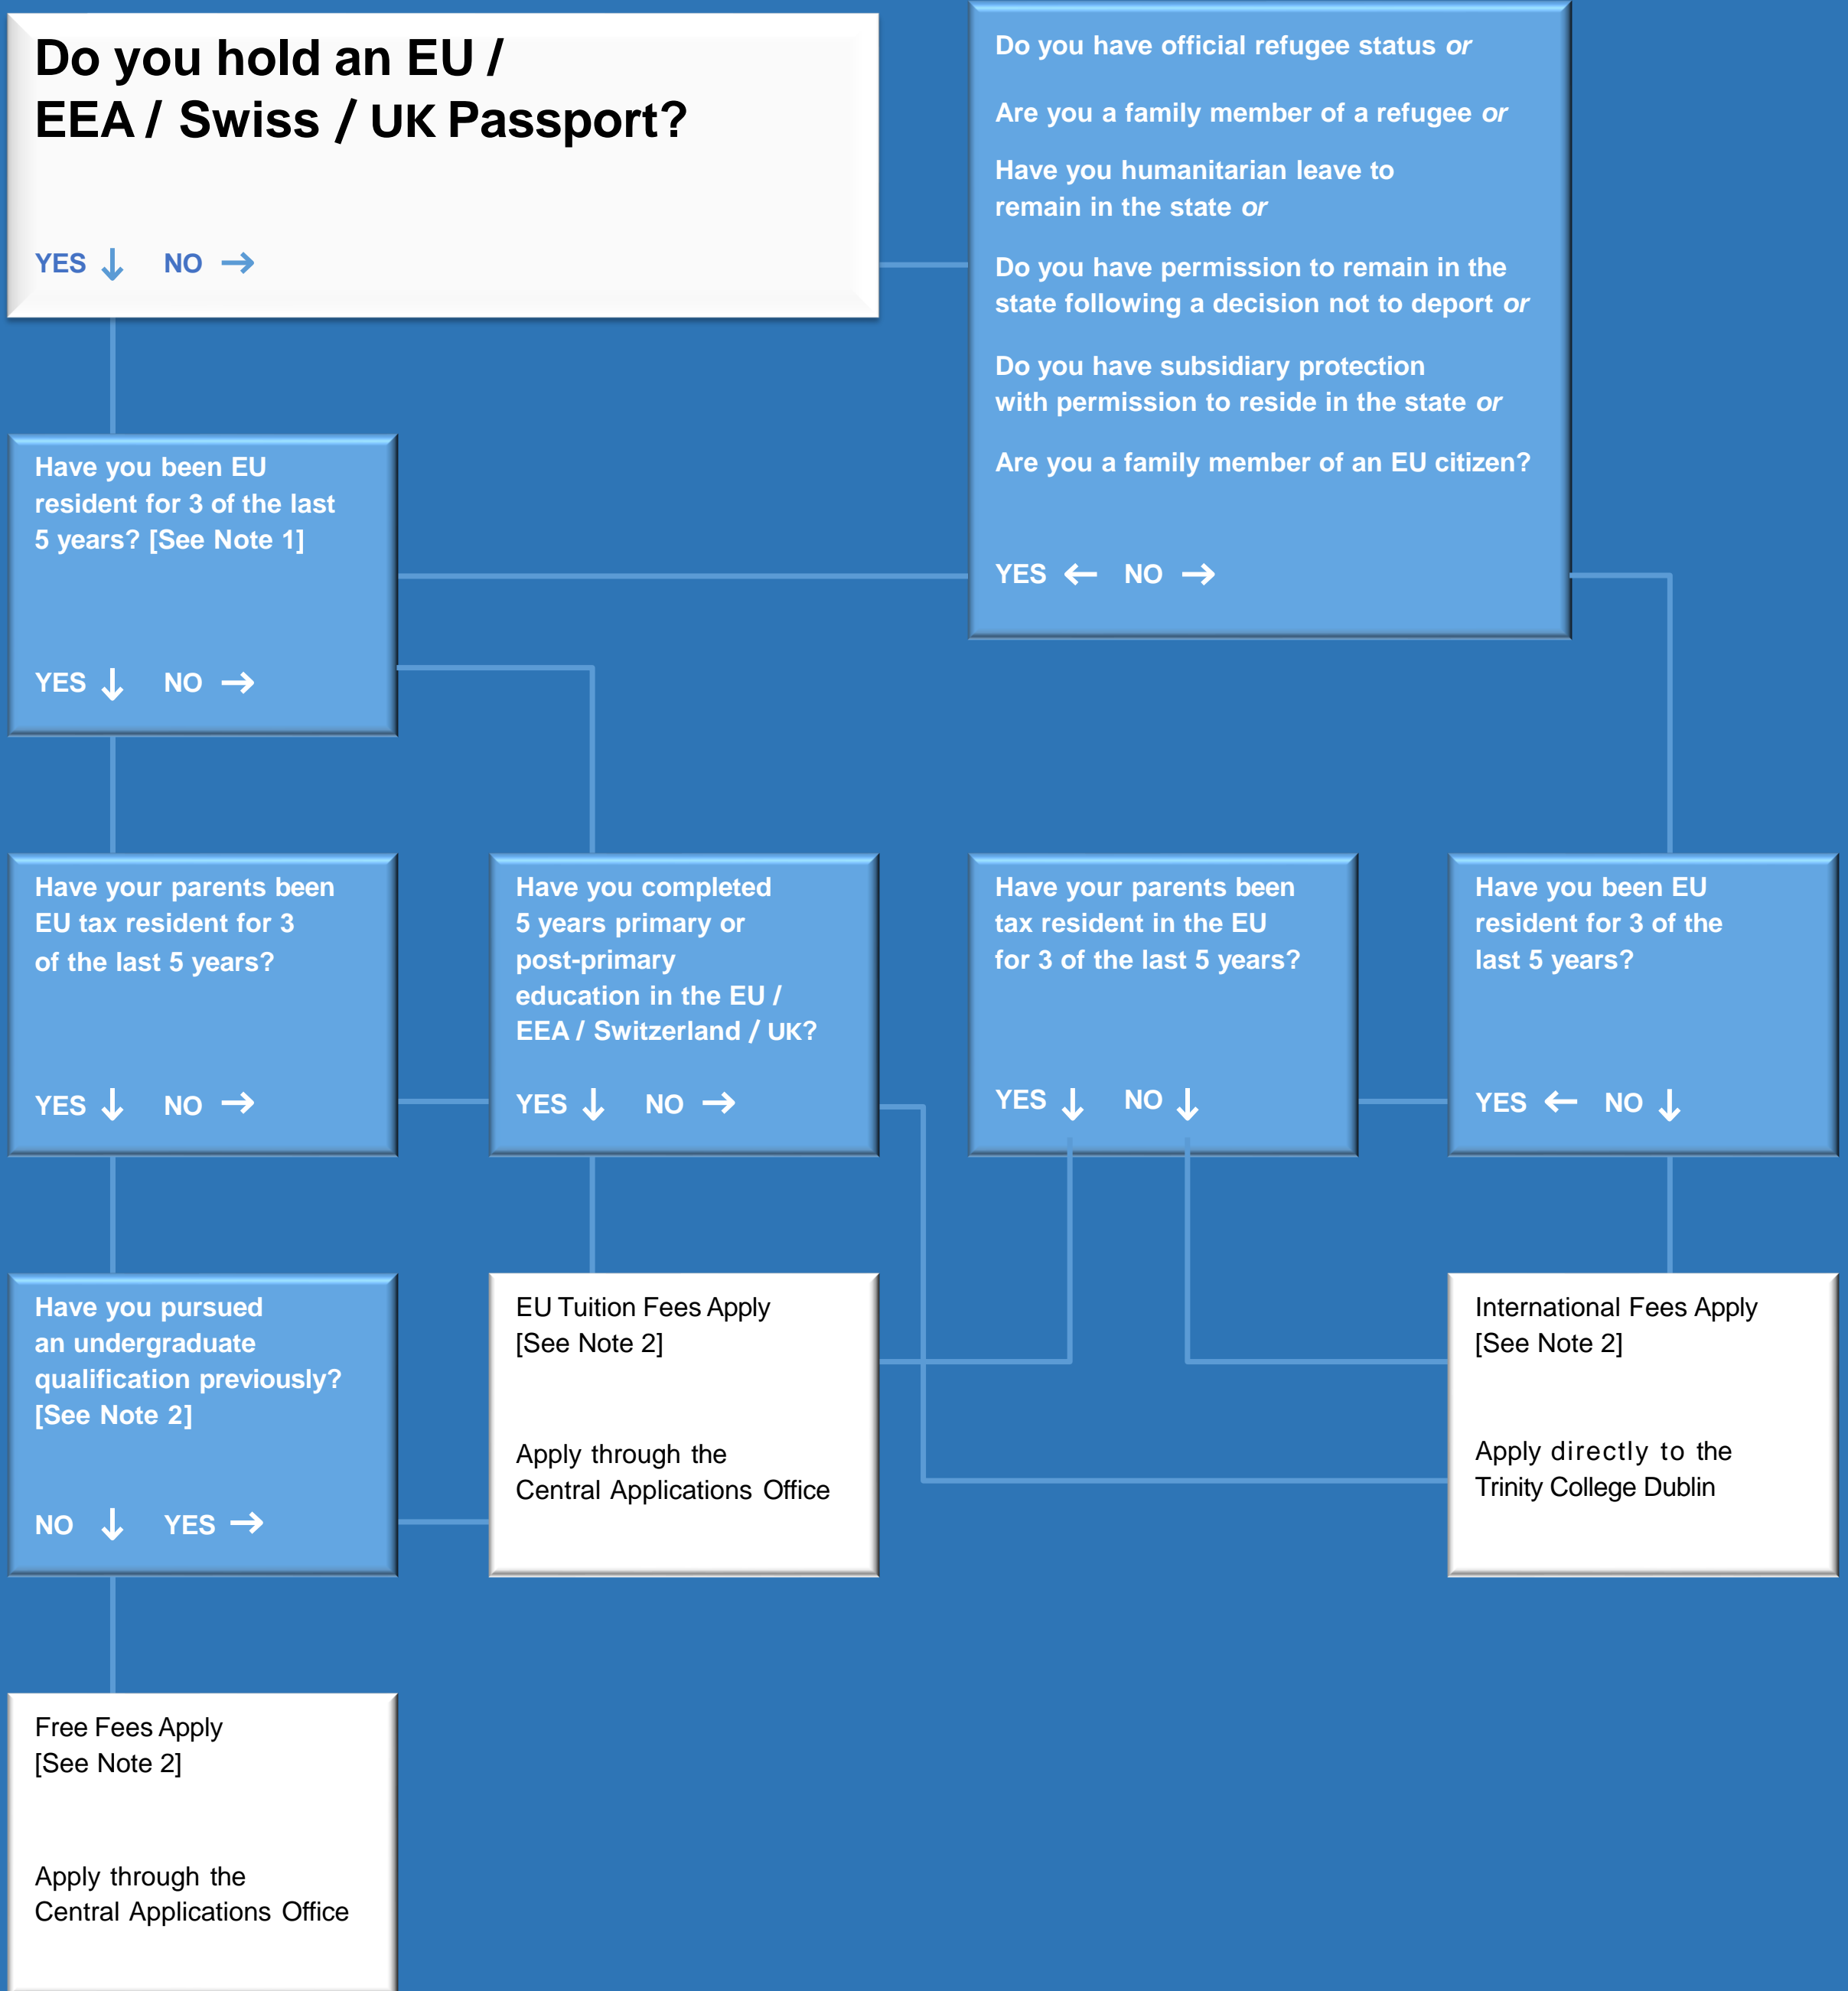 Do you hold an EU /
EEA / Swiss / UK Passport?
YES ↓ NO →
Do you have official refugee status or
Are you a family member of a refugee or
Have you humanitarian leave to
remain in the state or
Do you have permission to remain in the
state following a decision not to deport or
Do you have subsidiary protection
with permission to reside in the state or
Are you a family member of an EU citizen?
YES ← NO →
Have you been EU
resident for 3 of the last
5 years? [See Note 1]
YES ↓ NO →
Have your parents been
EU tax resident for 3
of the last 5 years?
YES ↓ NO →
Have you completed
5 years primary or
post-primary
education in the EU /
EEA / Switzerland / UK?
YES ↓ NO →
Have your parents been
tax resident in the EU
for 3 of the last 5 years?
YES ↓ NO ↓
Have you been EU
resident for 3 of the
last 5 years?
YES ← NO ↓
Have you pursued
an undergraduate
qualification previously?
[See Note 2]
NO ↓ YES →
EU Tuition Fees Apply
[See Note 2]
Apply through the
Central Applications Office
International Fees Apply
[See Note 2]
Apply directly to the
Trinity College Dublin
Free Fees Apply
[See Note 2]
Apply through the
Central Applications Office